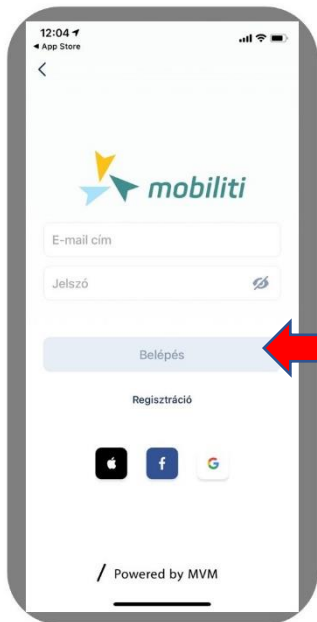 12:04
App Store
mobiliti
E-mail cím
Jelszó
Belépés
Regisztráció
f
G
Powered by MVM